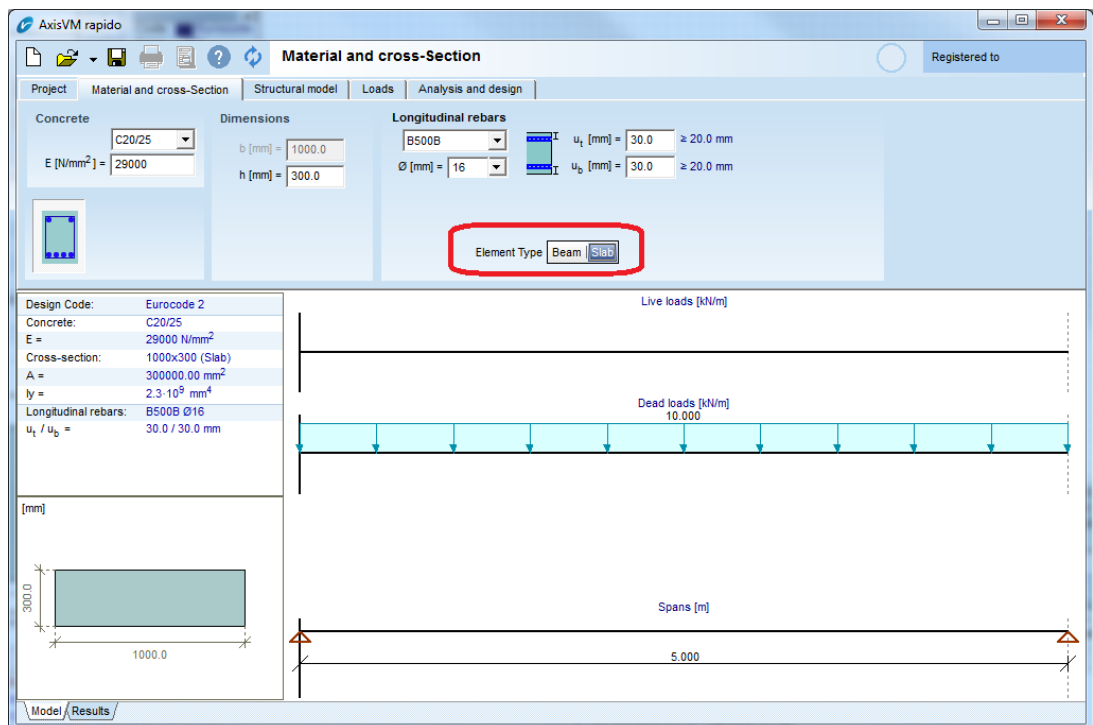 AxisVM rapido
Material and cross-Section
Registered to
Project Material and cross-Section Structural model Loads Analysis and design
Concrete
C20/25
E [N/mm²] = 29000
Dimensions
b [mm] = 1000.0
h [mm] = 300.0
Longitudinal rebars
B500B
Ø [mm] = 16
uₜ [mm] = 30.0 ≥ 20.0 mm
u_b [mm] = 30.0 ≥ 20.0 mm
Element Type Beam Slab
Design Code: Eurocode 2
Concrete: C20/25
E = 29000 N/mm²
Cross-section: 1000x300 (Slab)
A = 300000.00 mm²
Iy = 2.3·10⁹ mm⁴
Longitudinal rebars: B500B Ø16
uₜ / u_b = 30.0 / 30.0 mm
[mm]
300.0
1000.0
Live loads [kN/m]
Dead loads [kN/m]
10.000
Spans [m]
5.000
Model Results